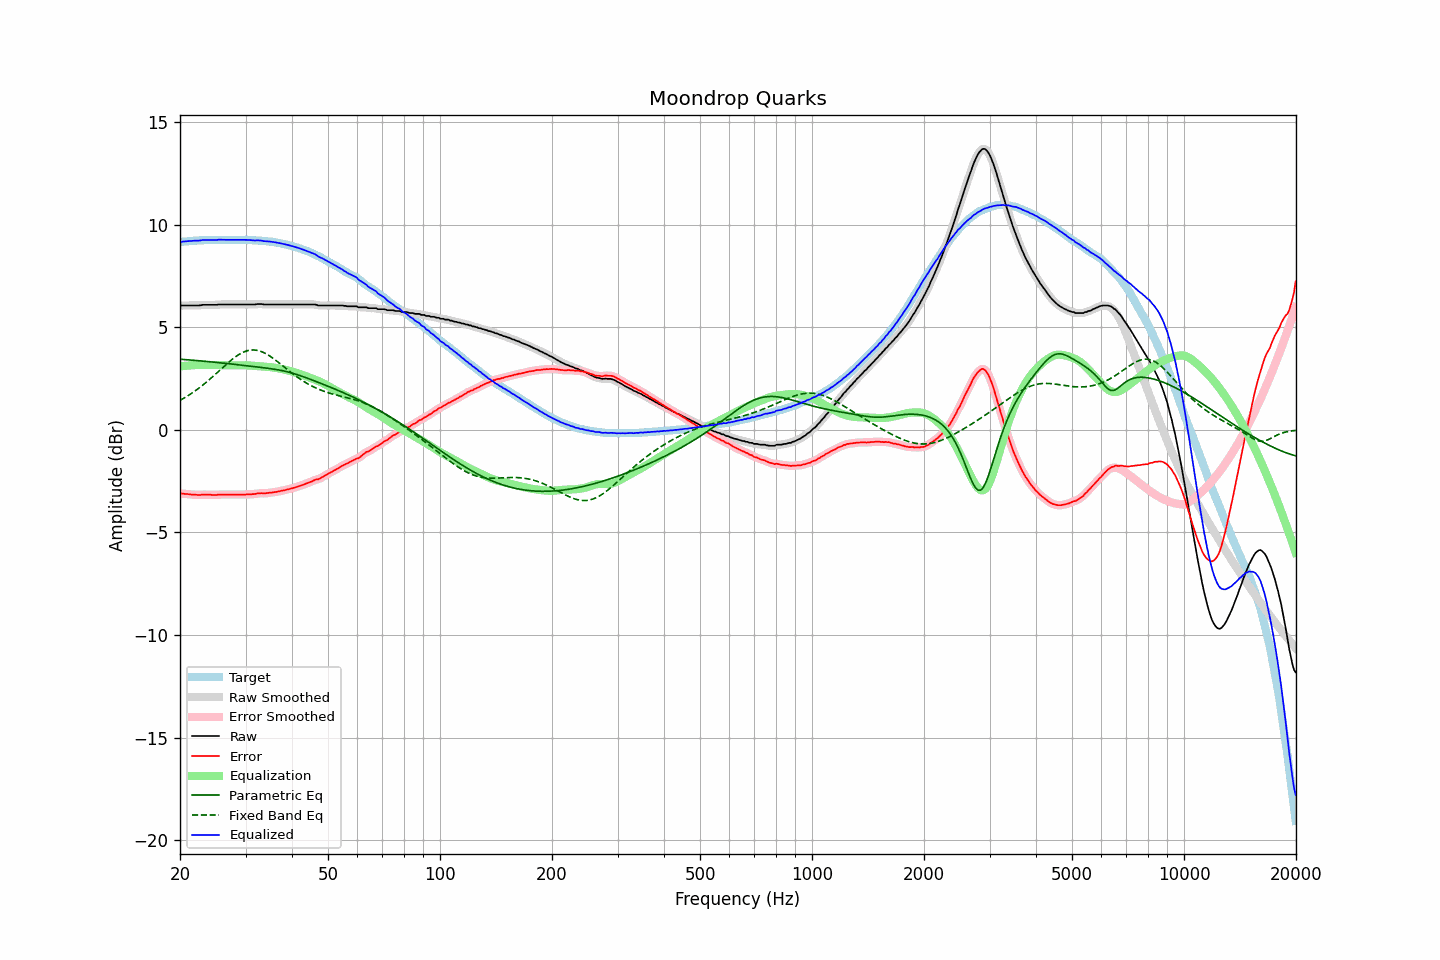 Moondrop Quarks
15
10
5
0
−5
−10
−15
−20
Amplitude (dBr)
Target
Raw Smoothed
Error Smoothed
Raw
Error
Equalization
Parametric Eq
Fixed Band Eq
Equalized
20 50 100 200 500 1000 2000 5000 10000 20000
Frequency (Hz)